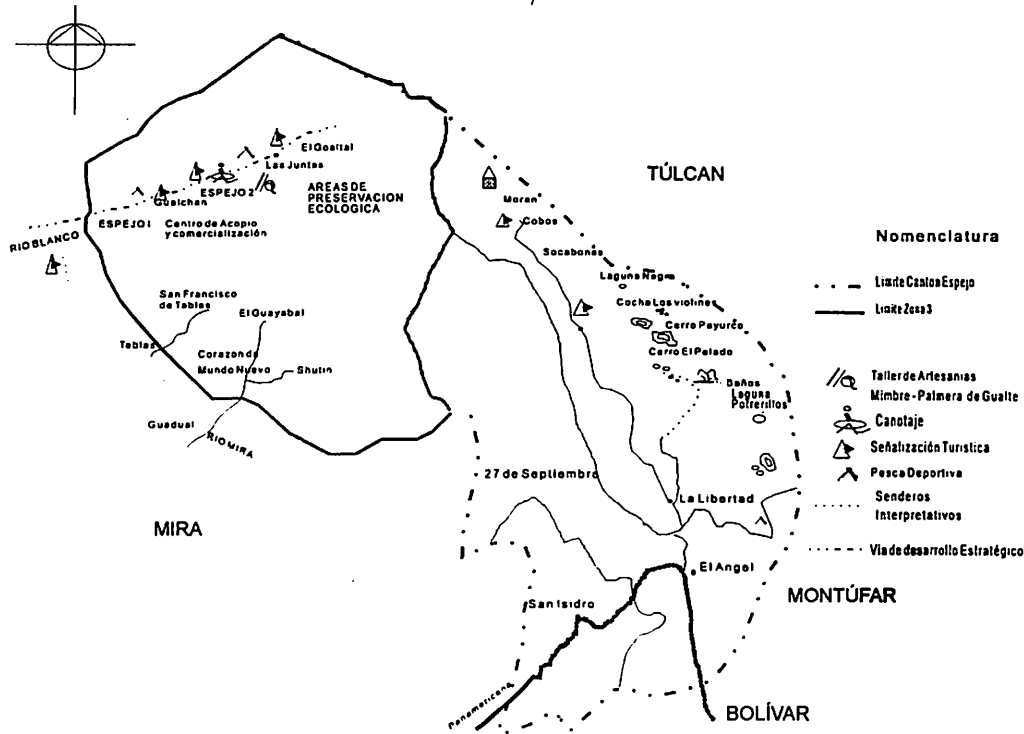 TÚLCAN
El Goaltal
Las Juntas
ESPEJO 2
AREAS DE
PRESERVACION
ECOLOGICA
Gualchan
ESPEJO 1
Centro de Acopio
y comercialización
RIO BLANCO
San Francisco
de Tablas
Tablas
El Guayabal
Corazon de
Mundo Nuevo
Shutin
Guadual
RIO MIRA
Moran
Cobos
Socabones
Laguna Negra
Cocha Los violines
Cerro Payurco
Cerro El Pelado
Baños
Laguna
Potrerillos
27 de Septiembre
La Libertad
El Angel
San Isidro
Panamericana
MIRA
MONTÚFAR
BOLÍVAR
Nomenclatura
Limite Canton Espejo
Limite Zona 3
Taller de Artesanias
Mimbre - Palmera de Gualte
Canotaje
Señalización Turistica
Pesca Deportiva
Senderos
Interpretativos
Via de desarrollo Estratégico